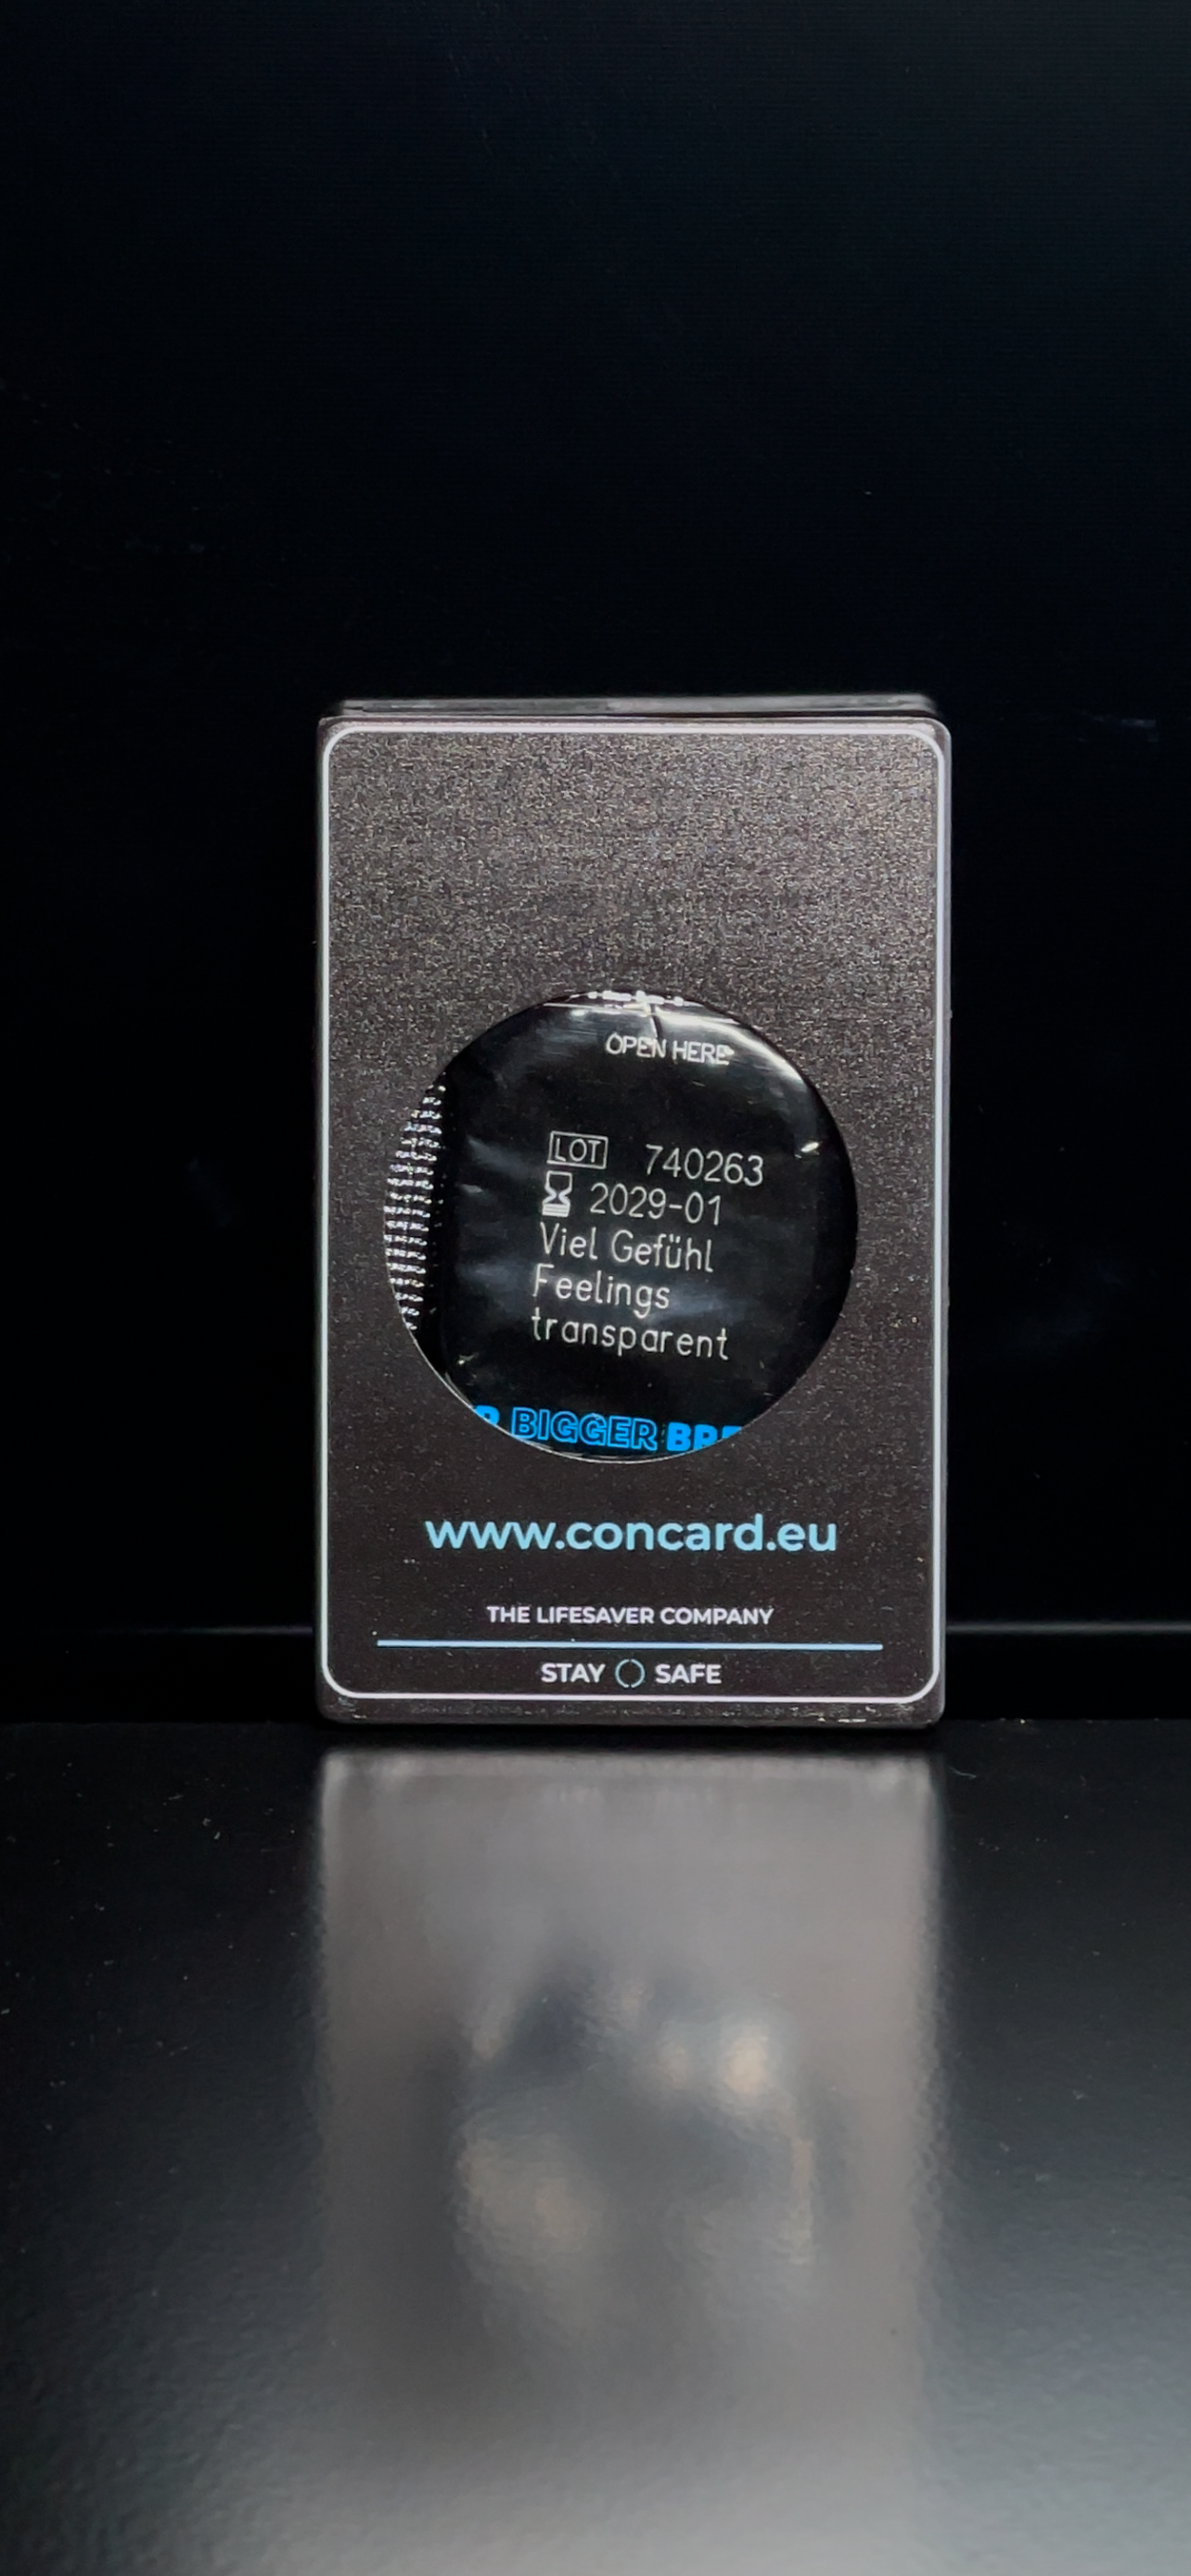 OPEN HERE
LOT 740263
2029-01
Viel Gefühl
Feelings
transparent
BIGGER
www.concard.eu
THE LIFESAVER COMPANY
STAY SAFE